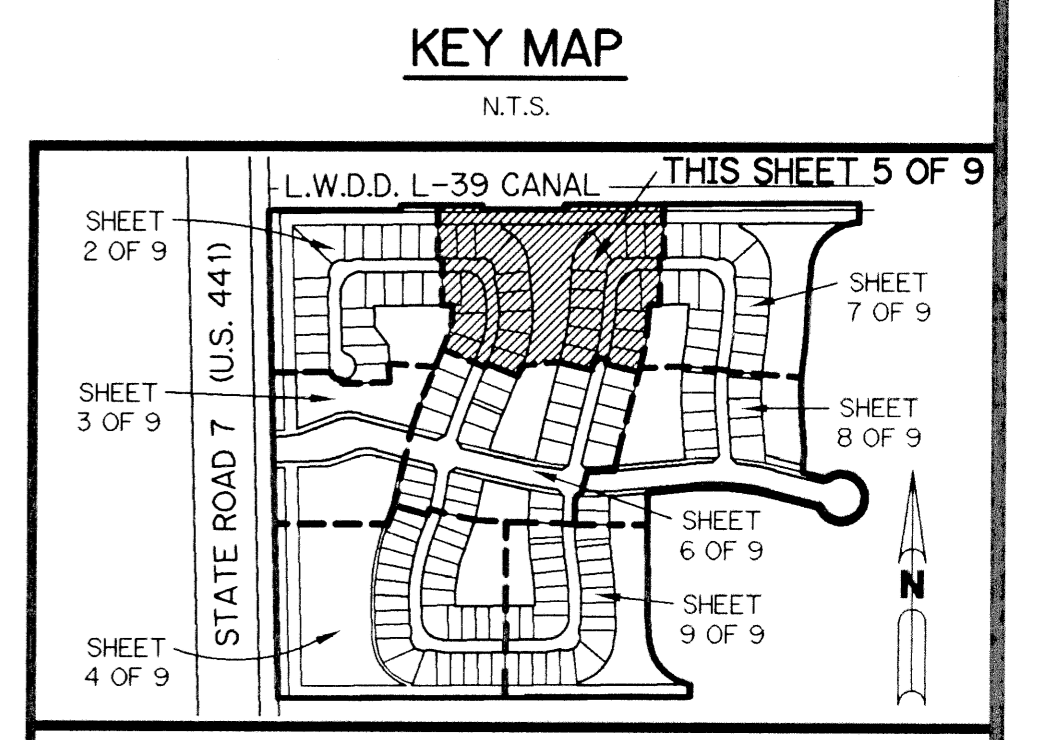 KEY MAP
N.T.S.
THIS SHEET 5 OF 9
L.W.D.D. L-39 CANAL
SHEET
2 OF 9
STATE ROAD 7 (U.S. 441)
SHEET
7 OF 9
SHEET
3 OF 9
SHEET
8 OF 9
SHEET
6 OF 9
N
SHEET
9 OF 9
SHEET
4 OF 9